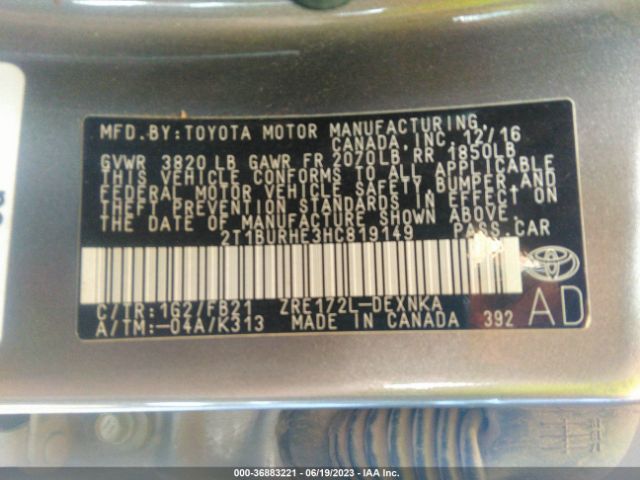 MFD. BY: TOYOTA MOTOR MANUFACTURING,
CANADA, INC. 12/16
GVWR 3820 LB GAWR FR 2070LB RR 1850LB
THIS VEHICLE CONFORMS TO ALL APPLICABLE
FEDERAL MOTOR VEHICLE SAFETY, BUMPER, AND
THEFT PREVENTION STANDARDS IN EFFECT ON
THE DATE OF MANUFACTURE SHOWN ABOVE.
2T1BURHE3HC819149 PASS. CAR
C/TR: 1G2/FB21 ZRE172L-DEXNKA
A/TM: -04A/K313 MADE IN CANADA 392 AD
000-36883221 - 06/19/2023 - IAA Inc.